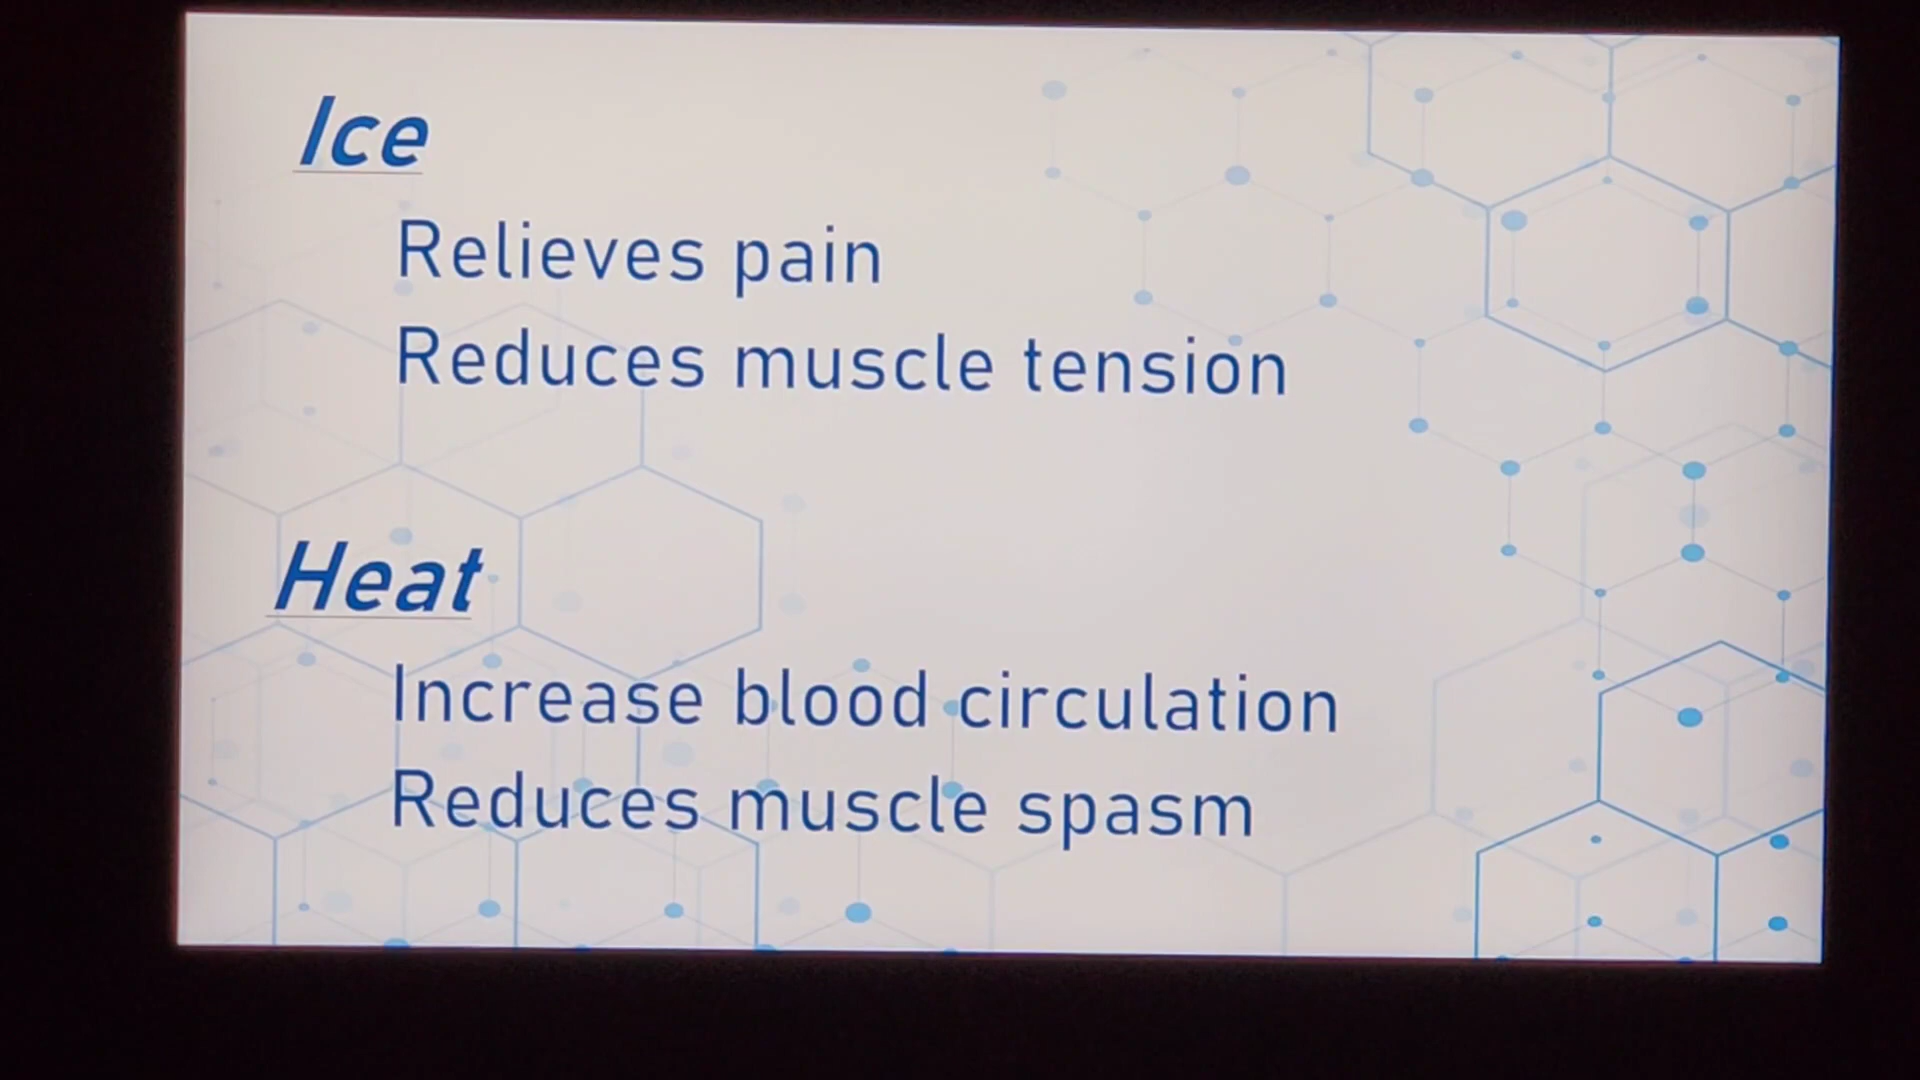 Ice
Relieves pain
Reduces muscle tension
Heat
Increase blood circulation
Reduces muscle spasm